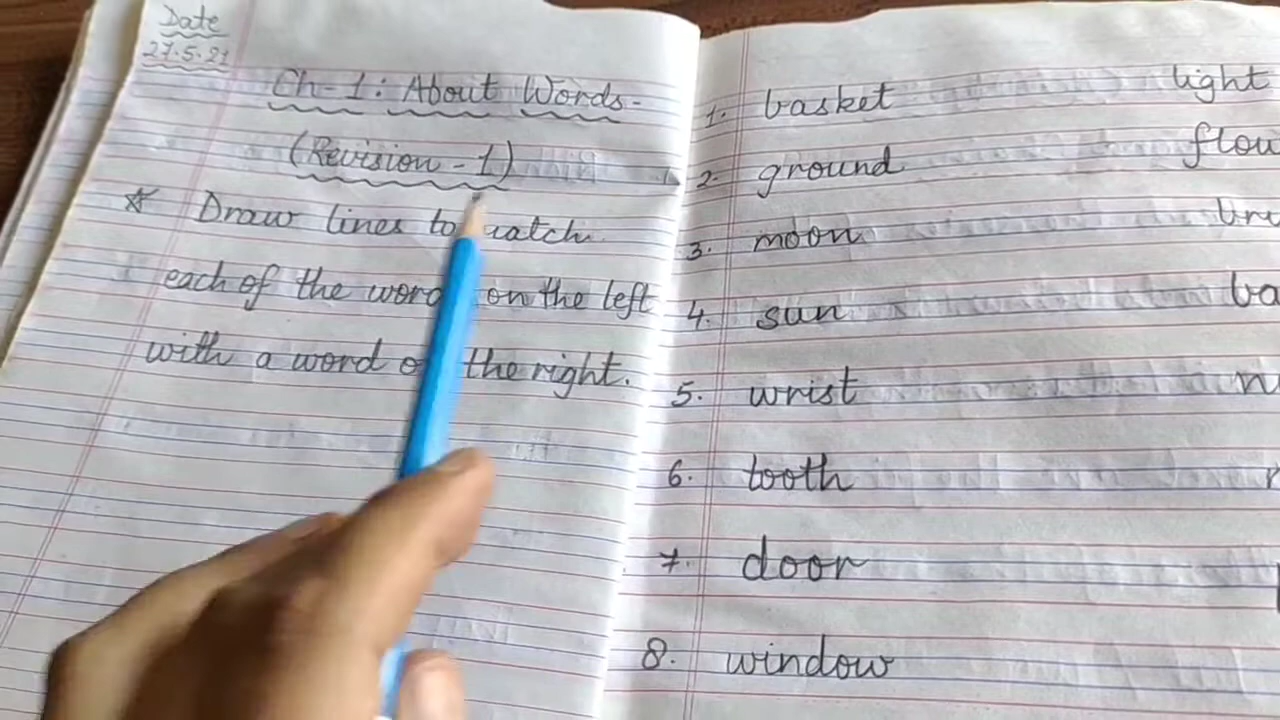 Date
27.5.21
Ch-1: About Words-
(Revision - 1)
☆ Draw lines to
each of the word on the left
with a word the right.
1. basket light
2. ground
3. moon
4. sun
5. wrist
6. tooth
7. door
8. window